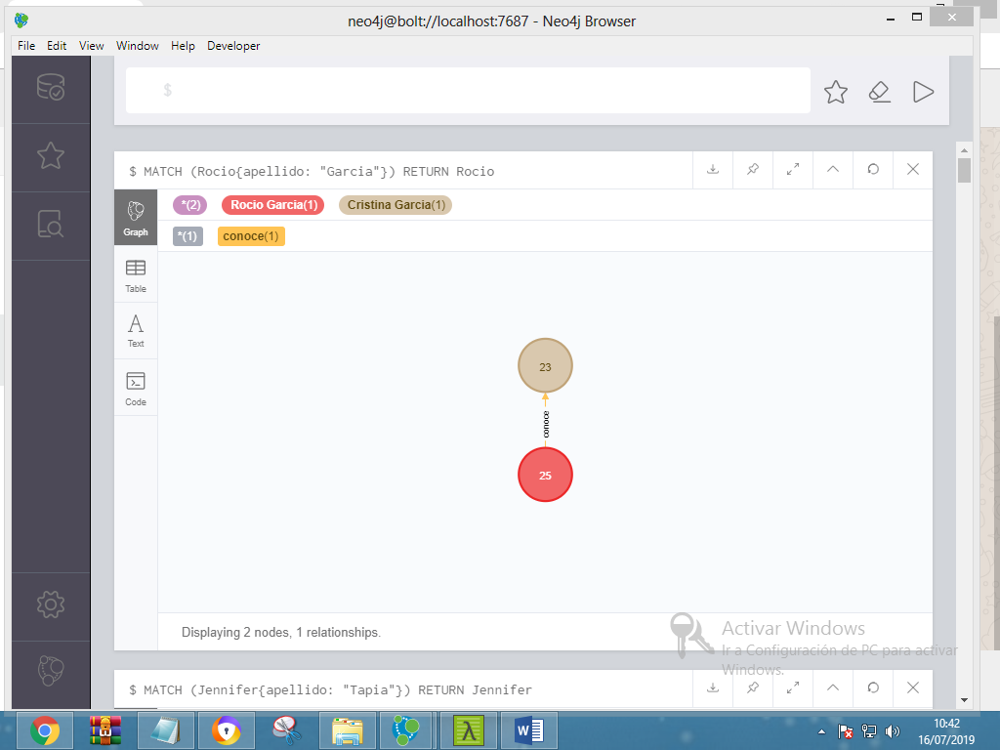 neo4j@bolt://localhost:7687 - Neo4j Browser
File Edit View Window Help Developer
$
$ MATCH (Rocio{apellido: "Garcia"}) RETURN Rocio
*(2) Rocio Garcia(1) Cristina Garcia(1)
*(1) conoce(1)
Graph
Table
Text
Code
23
conoce
25
Displaying 2 nodes, 1 relationships.
Activar Windows
Ir a Configuración de PC para activar
Windows.
$ MATCH (Jennifer{apellido: "Tapia"}) RETURN Jennifer
10:42
16/07/2019